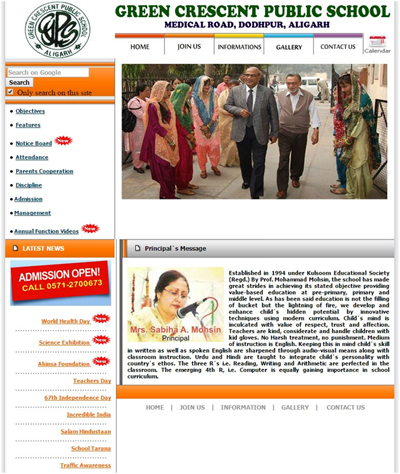 GREEN CRESCENT PUBLIC SCHOOL
GCPS
ALIGARH
GREEN CRESCENT PUBLIC SCHOOL
MEDICAL ROAD, DODHPUR, ALIGARH
HOME
JOIN US
INFORMATIONS
GALLERY
CONTACT US
Calendar
Search on Google
Search
Only search on this site
Objectives
Features
Notice Board New
Attendance
Parents Cooperation
Discipline
Admission
Management
Annual Function Videos New
LATEST NEWS
ADMISSION OPEN!
CALL 0571-2700673
World Health Day New
Science Exhibition New
Ahinsa Foundation New
Teachers Day
67th Independence Day
Incredible India
Salam Hindustaan
School Tarana
Traffic Awareness
Principal`s Message
Mrs. Sabiha A. Mohsin
Principal
Established in 1994 under Kulsoom Educational Society
(Regd.) By Prof. Mohammad Mohsin, the school has made
great strides in achieving its stated objective providing
value-based education at pre-primary, primary and
middle level. As has been said education is not the filling
of bucket but the lightning of fire, we develop and
enhance child`s hidden potential by innovative
techniques using modern curriculum. Child`s mind is
inculcated with value of respect, trust and affection.
Teachers are kind, considerate and handle children with
kid gloves. No Harsh treatment, no punishment. Medium
of instruction is English. Keeping this in mind child`s skill
in written as well as spoken English are sharpened through audio-visual means along with
classroom instruction. Urdu and Hindi are taught to integrate child`s personality with
country`s ethos. The three R`s i.e. Reading, Writing and Arithmetic are perfected in the
classroom. The emerging 4th R, i.e. Computer is equally gaining importance in school
curriculum.
HOME | JOIN US | INFORMATION | GALLERY | CONTACT US